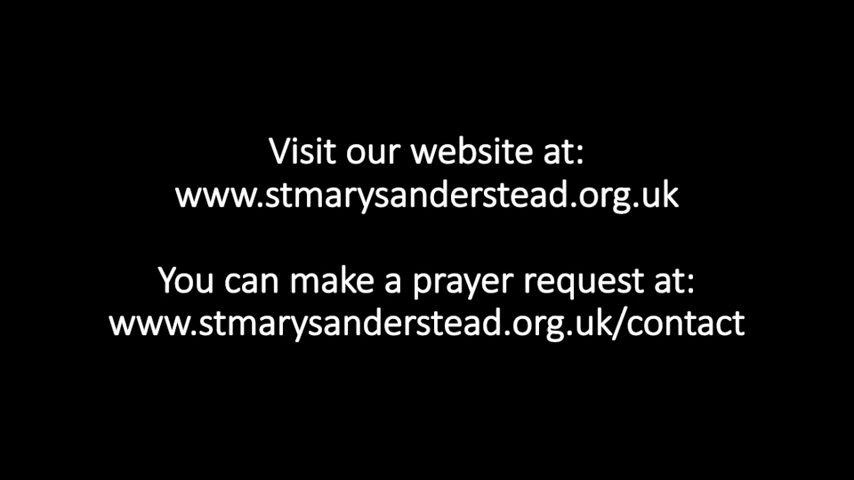 Visit our website at:
www.stmarysanderstead.org.uk
You can make a prayer request at:
www.stmarysanderstead.org.uk/contact